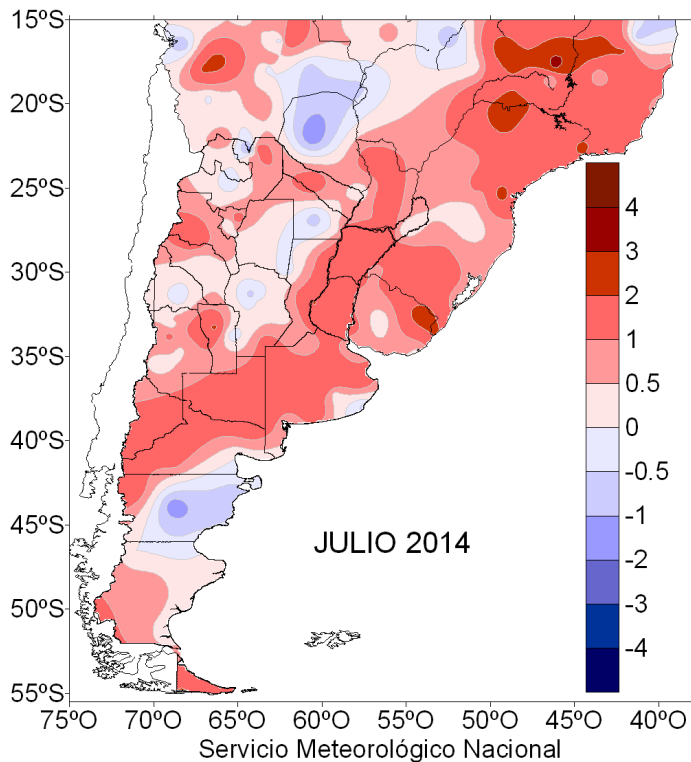 15ºS
20ºS
25ºS
30ºS
35ºS
40ºS
45ºS
50ºS
55ºS
4
3
2
1
0.5
0
-0.5
-1
-2
-3
-4
JULIO 2014
75ºO 70ºO 65ºO 60ºO 55ºO 50ºO 45ºO 40ºO
Servicio Meteorológico Nacional